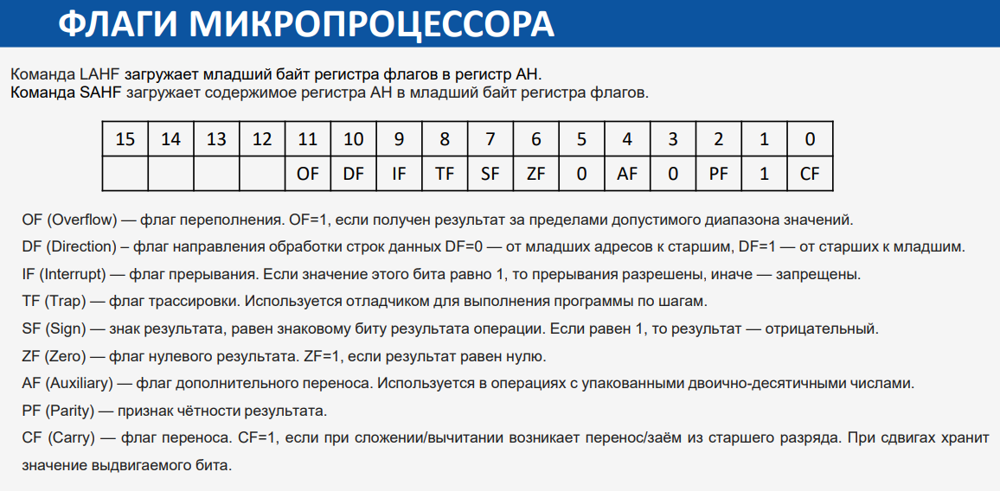 ФЛАГИ МИКРОПРОЦЕССОРА
Команда LAHF загружает младший байт регистра флагов в регистр AH.
Команда SAHF загружает содержимое регистра AH в младший байт регистра флагов.
15 14 13 12 11 10 9 8 7 6 5 4 3 2 1 0
OF DF IF TF SF ZF 0 AF 0 PF 1 CF
OF (Overflow) — флаг переполнения. OF=1, если получен результат за пределами допустимого диапазона значений.
DF (Direction) – флаг направления обработки строк данных DF=0 — от младших адресов к старшим, DF=1 — от старших к младшим.
IF (Interrupt) — флаг прерывания. Если значение этого бита равно 1, то прерывания разрешены, иначе — запрещены.
TF (Trap) — флаг трассировки. Используется отладчиком для выполнения программы по шагам.
SF (Sign) — знак результата, равен знаковому биту результата операции. Если равен 1, то результат — отрицательный.
ZF (Zero) — флаг нулевого результата. ZF=1, если результат равен нулю.
AF (Auxiliary) — флаг дополнительного переноса. Используется в операциях с упакованными двоично-десятичными числами.
PF (Parity) — признак чётности результата.
CF (Carry) — флаг переноса. CF=1, если при сложении/вычитании возникает перенос/заём из старшего разряда. При сдвигах хранит
значение выдвигаемого бита.